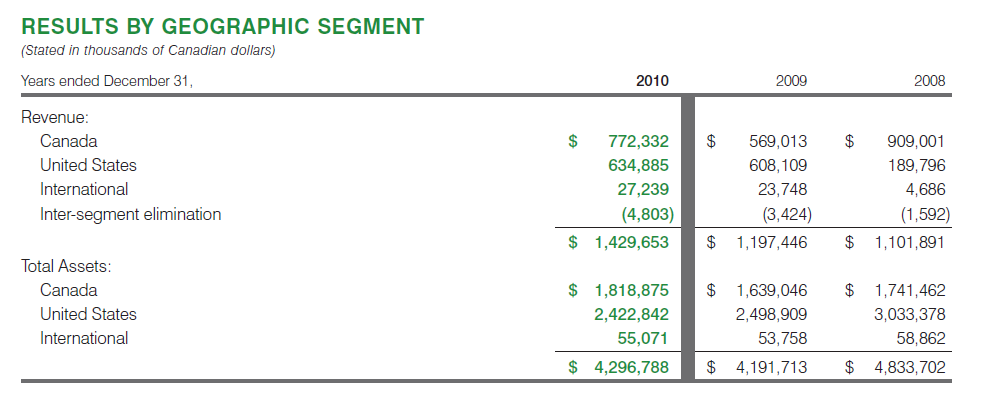 RESULTS BY GEOGRAPHIC SEGMENT
(Stated in thousands of Canadian dollars)
Years ended December 31, 2010 2009 2008
Revenue:
Canada $ 772,332 $ 569,013 $ 909,001
United States 634,885 608,109 189,796
International 27,239 23,748 4,686
Inter-segment elimination (4,803) (3,424) (1,592)
$ 1,429,653 $ 1,197,446 $ 1,101,891
Total Assets:
Canada $ 1,818,875 $ 1,639,046 $ 1,741,462
United States 2,422,842 2,498,909 3,033,378
International 55,071 53,758 58,862
$ 4,296,788 $ 4,191,713 $ 4,833,702